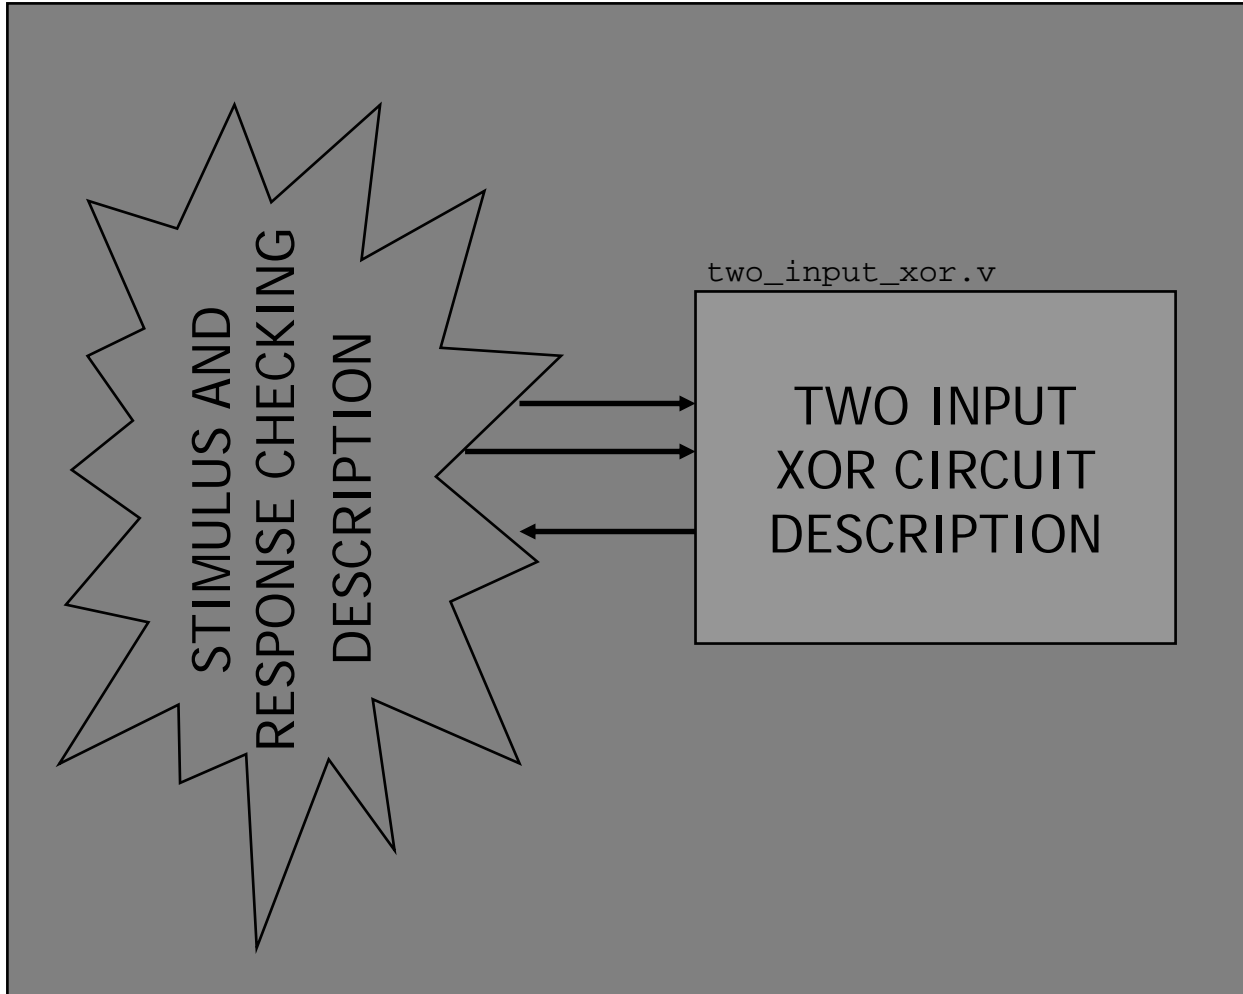 STIMULUS AND
RESPONSE CHECKING
DESCRIPTION
two_input_xor.v
TWO INPUT
XOR CIRCUIT
DESCRIPTION